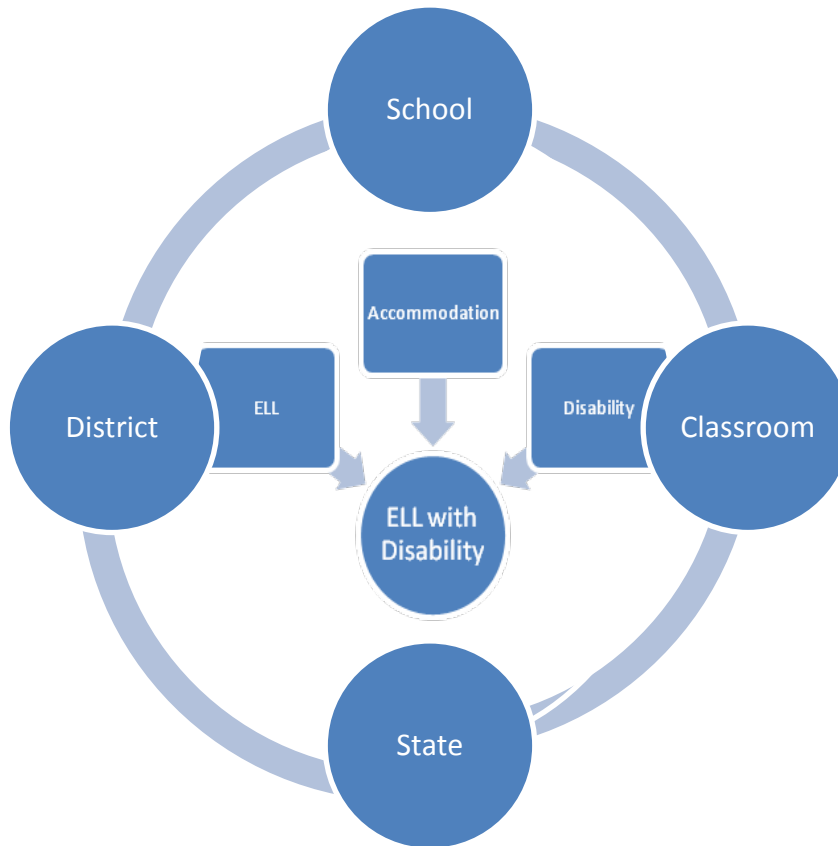 School
Accommodation
ELL
Disability
District
Classroom
ELL with
Disability
State